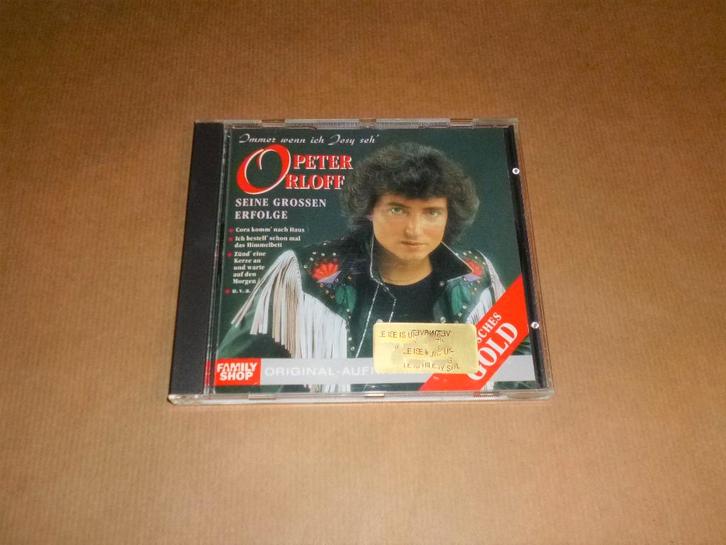 Immer wenn ich Josy seh'
PETER
ORLOFF
SEINE GROSSEN
ERFOLGE
Cora komm' nach Haus
Ich bestell' schon mal
das Himmelbett
Zünd' eine
Kerze an
und warte
auf den
Morgen
u.v.a.
SCHES
GOLD
FAMILY
SHOP
ORIGINAL-AUF